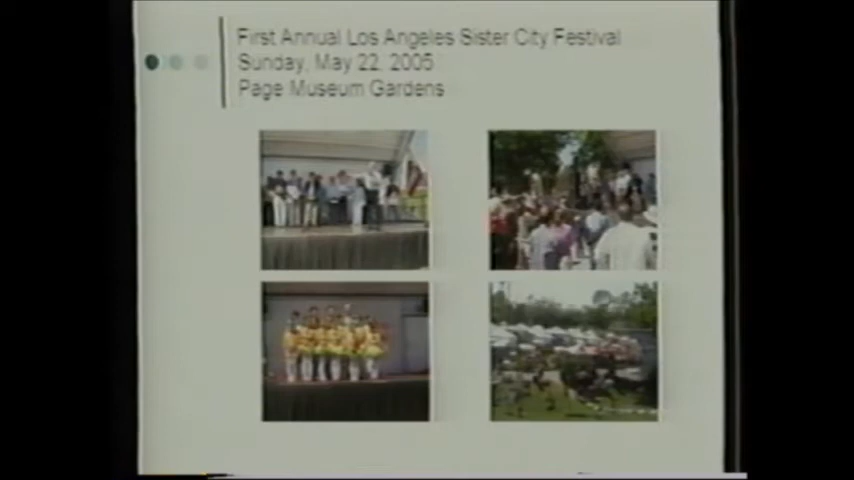 First Annual Los Angeles Sister City Festival
Sunday, May 22, 2005
Page Museum Gardens